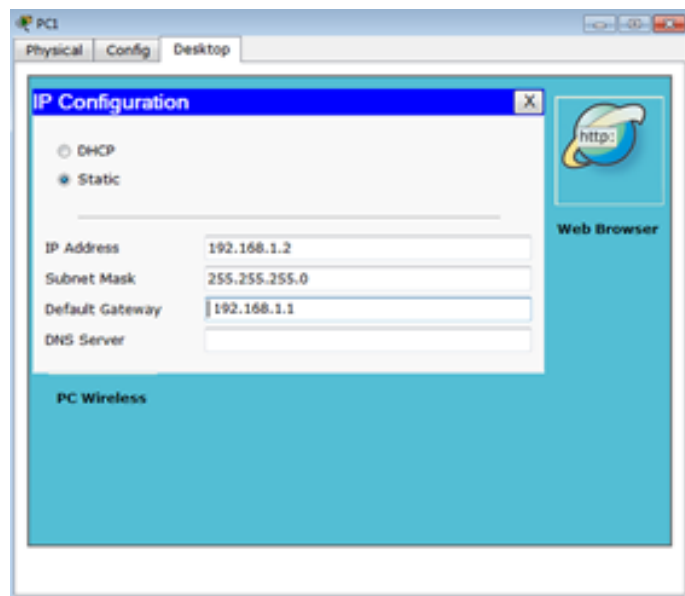 PC1
Physical Config Desktop
IP Configuration X
http:
DHCP
Static
Web Browser
IP Address 192.168.1.2
Subnet Mask 255.255.255.0
Default Gateway 192.168.1.1
DNS Server
PC Wireless